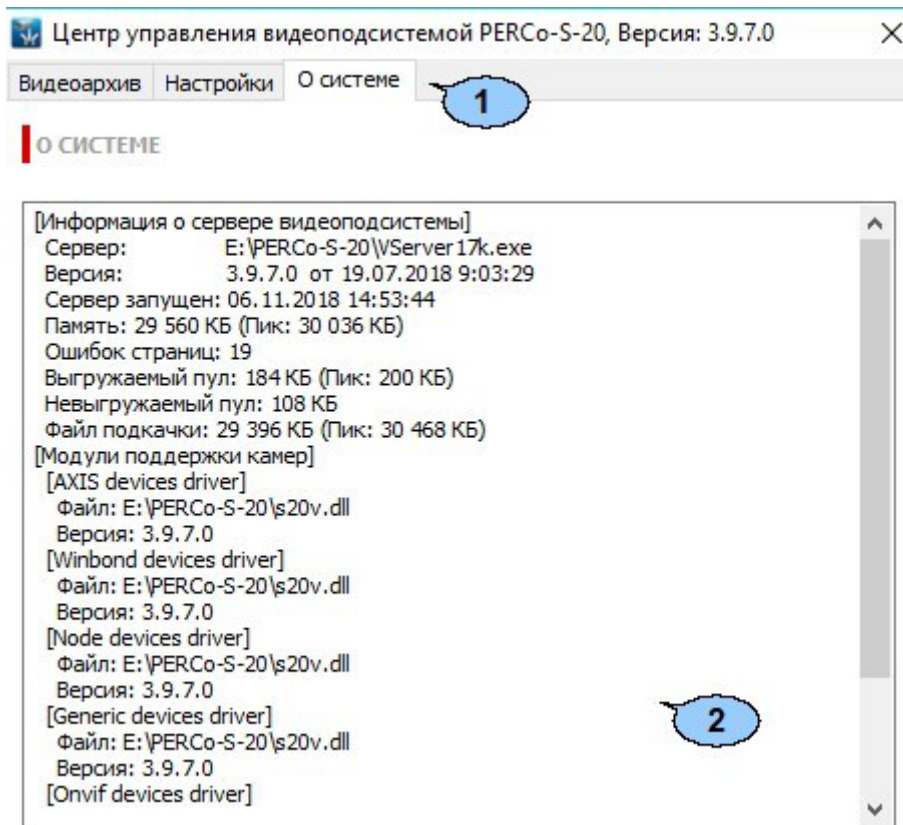 Центр управления видеоподсистемой PERCo-S-20, Версия: 3.9.7.0
Видеоархив Настройки О системе
1
О СИСТЕМЕ
[Информация о сервере видеоподсистемы]
Сервер: E:\PERCo-S-20\VServer17k.exe
Версия: 3.9.7.0 от 19.07.2018 9:03:29
Сервер запущен: 06.11.2018 14:53:44
Память: 29 560 КБ (Пик: 30 036 КБ)
Ошибок страниц: 19
Выгружаемый пул: 184 КБ (Пик: 200 КБ)
Невыгружаемый пул: 108 КБ
Файл подкачки: 29 396 КБ (Пик: 30 468 КБ)
[Модули поддержки камер]
[AXIS devices driver]
Файл: E:\PERCo-S-20\s20v.dll
Версия: 3.9.7.0
[Winbond devices driver]
Файл: E:\PERCo-S-20\s20v.dll
Версия: 3.9.7.0
[Node devices driver]
Файл: E:\PERCo-S-20\s20v.dll
Версия: 3.9.7.0
[Generic devices driver]
2
Файл: E:\PERCo-S-20\s20v.dll
Версия: 3.9.7.0
[Onvif devices driver]